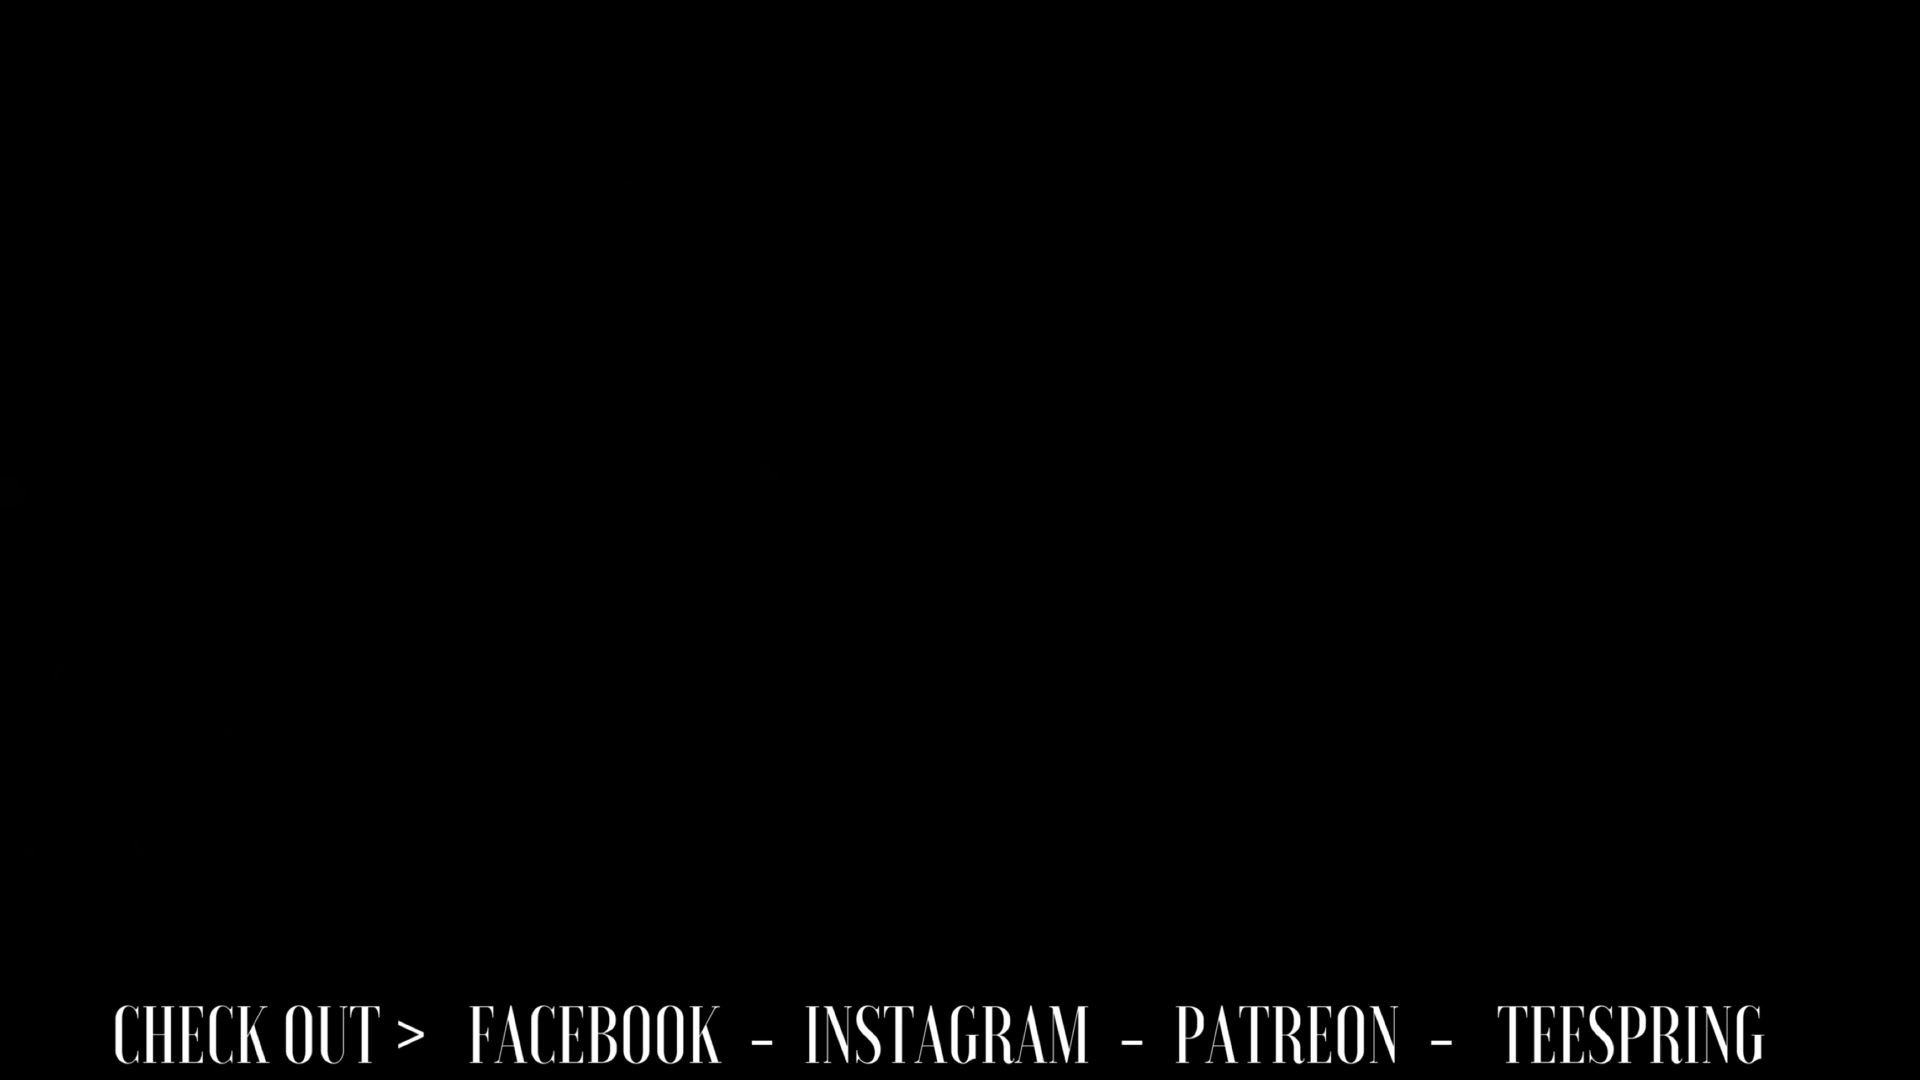 CHECK OUT > FACEBOOK - INSTAGRAM - PATREON - TEESPRING